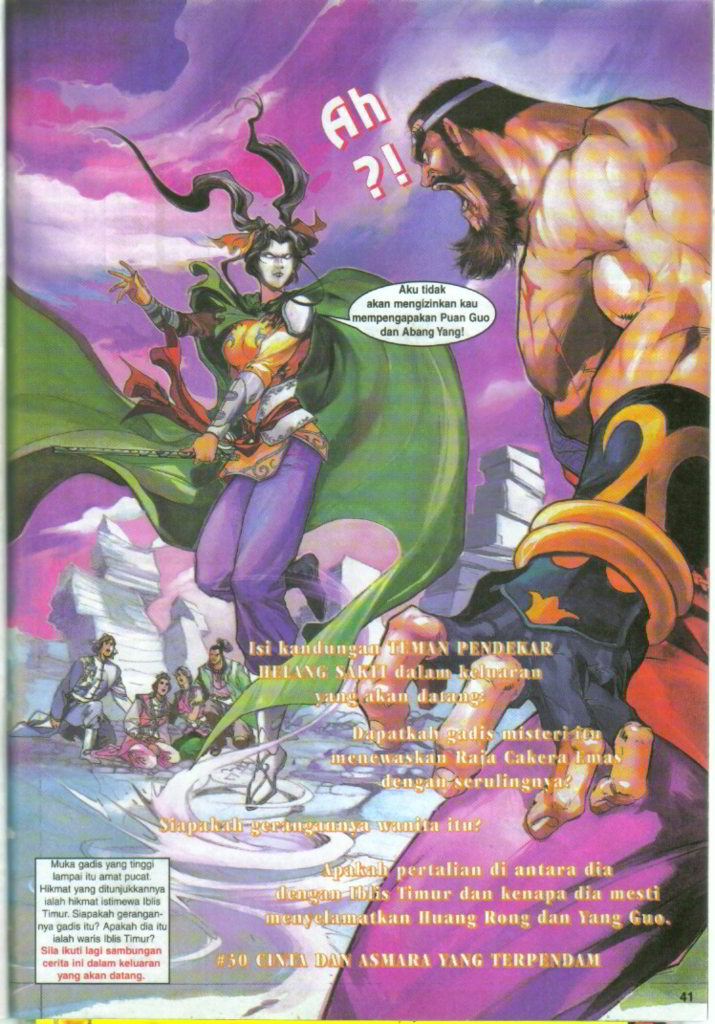 Ah
?!
Aku tidak
akan mengizinkan kau
mempengapakan Puan Guo
dan Abang Yang!
Isi kandungan TEMAN PENDEKAR
HELANG SAKTI dalam keluaran
yang akan datang:
Dapatkah gadis misteri itu
menewaskan Raja Cakera Emas
dengan serulingnya?
Siapakah gerangannya wanita itu?
Apakah pertalian di antara dia
dengan Iblis Timur dan kenapa dia mesti
menyelamatkan Huang Rong dan Yang Guo.
#50 CINTA DAN ASMARA YANG TERPENDAM
Muka gadis yang tinggi
lampai itu amat pucat.
Hikmat yang ditunjukkannya
ialah hikmat istimewa Iblis
Timur. Siapakah gerangan-
nya gadis itu? Apakah dia itu
ialah waris Iblis Timur?
Sila ikuti lagi sambungan
cerita ini dalam keluaran
yang akan datang.
41